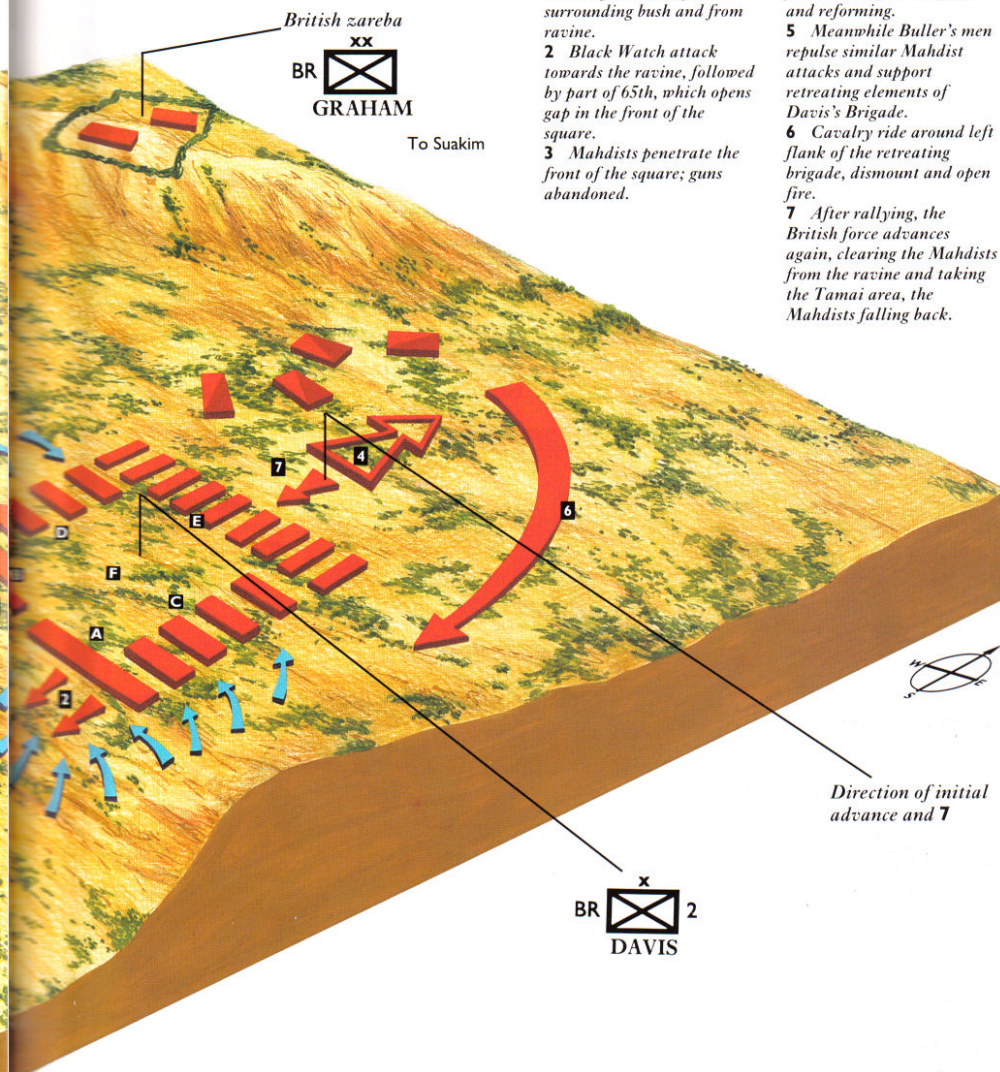 surrounding bush and from
ravine.
2 Black Watch attack
towards the ravine, followed
by part of 65th, which opens
gap in the front of the
square.
3 Mahdists penetrate the
front of the square; guns
abandoned.
and reforming.
5 Meanwhile Buller's men
repulse similar Mahdist
attacks and support
retreating elements of
Davis's Brigade.
6 Cavalry ride around left
flank of the retreating
brigade, dismount and open
fire.
7 After rallying, the
British force advances
again, clearing the Mahdists
from the ravine and taking
the Tamai area, the
Mahdists falling back.
British zareba
xx
BR
GRAHAM
To Suakim
4
7
6
E
D
F
C
A
2
W
S
E
Direction of initial
advance and 7
x
BR 2
DAVIS